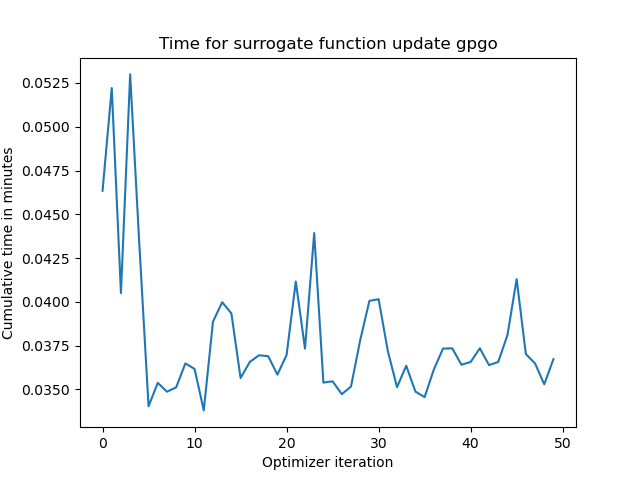 Time for surrogate function update gpgo
Cumulative time in minutes
0.0525
0.0500
0.0475
0.0450
0.0425
0.0400
0.0375
0.0350
0 10 20 30 40 50
Optimizer iteration